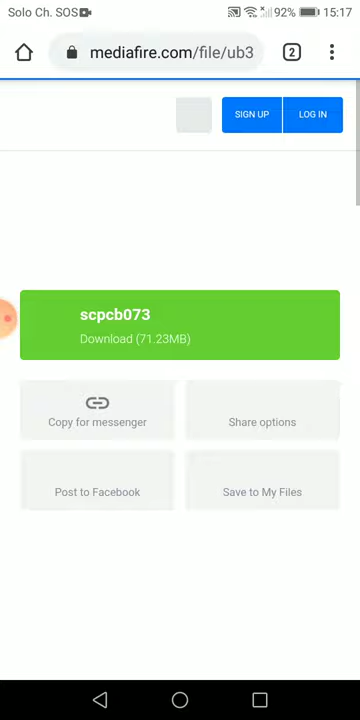 Solo Ch. SOS 92% 15:17
mediafire.com/file/ub3 2
SIGN UP LOG IN
scpcb073
Download (71.23MB)
Copy for messenger Share options
Post to Facebook Save to My Files